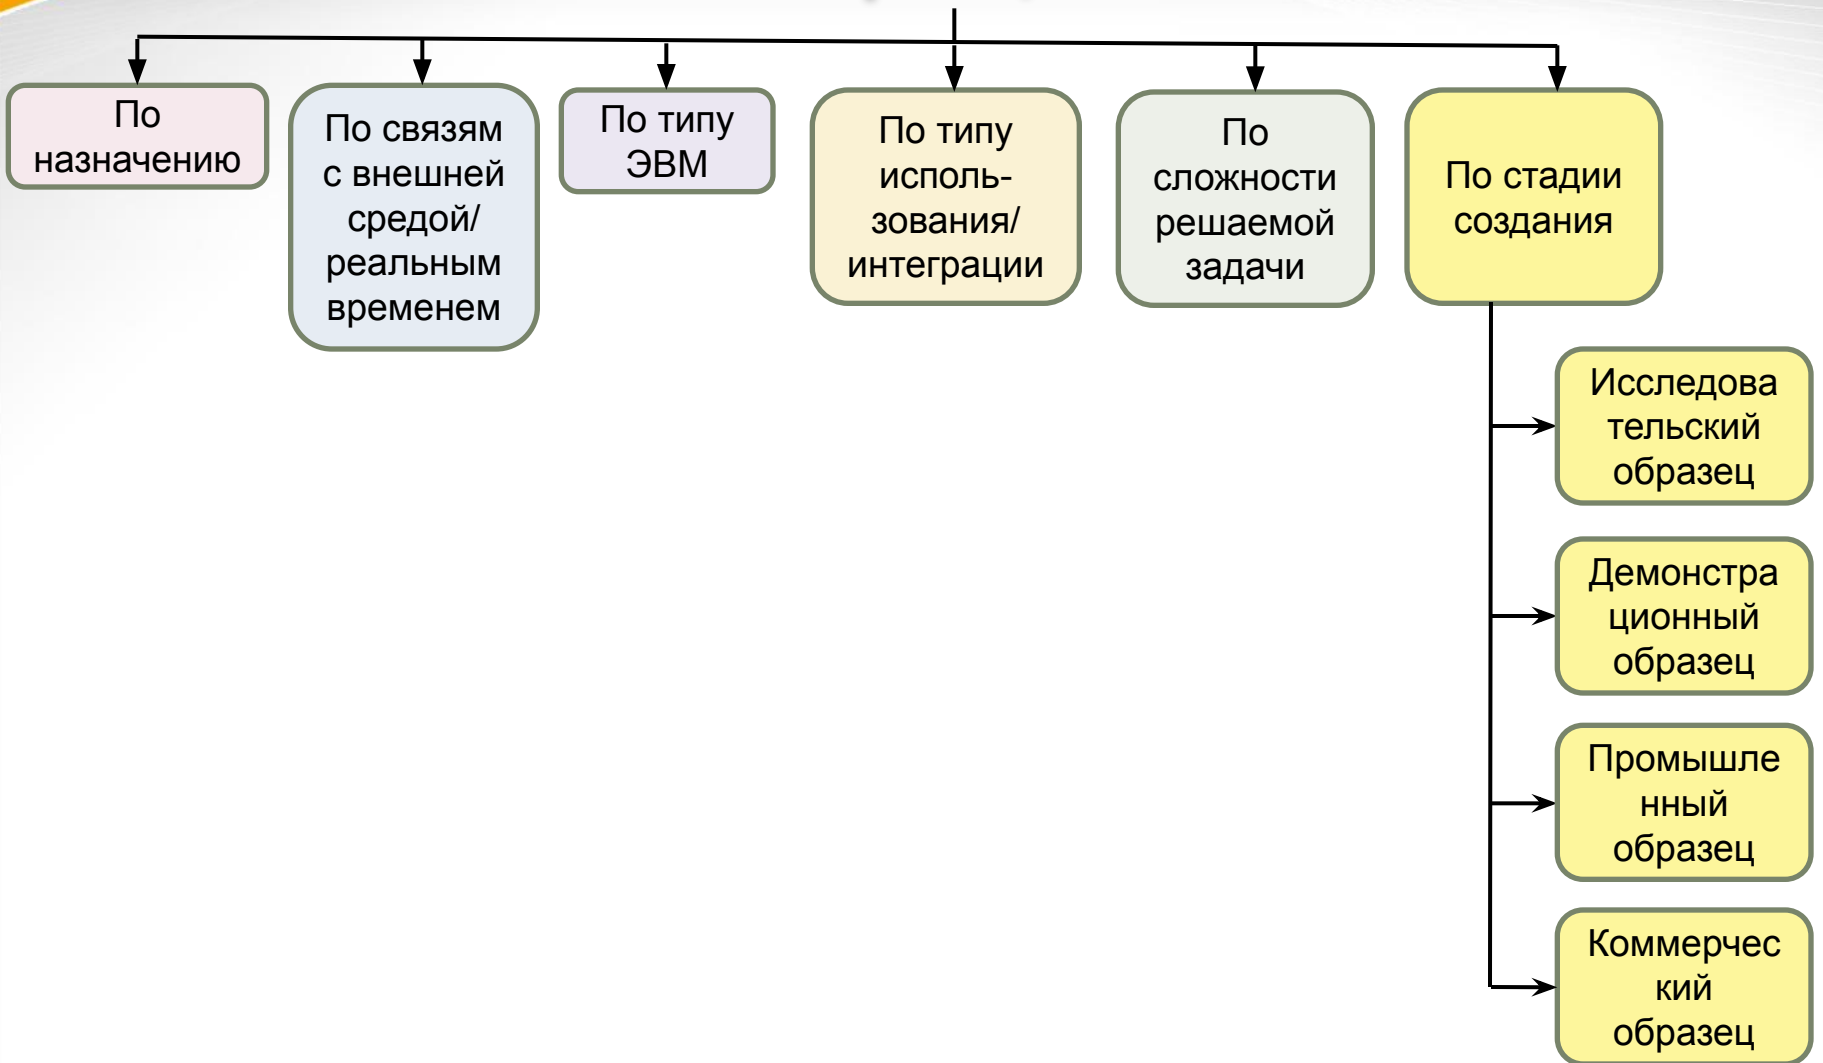 По
назначению
По связям
с внешней
средой/
реальным
временем
По типу
ЭВМ
По типу
исполь-
зования/
интеграции
По
сложности
решаемой
задачи
По стадии
создания
Исследова
тельский
образец
Демонстра
ционный
образец
Промышле
нный
образец
Коммерчес
кий
образец